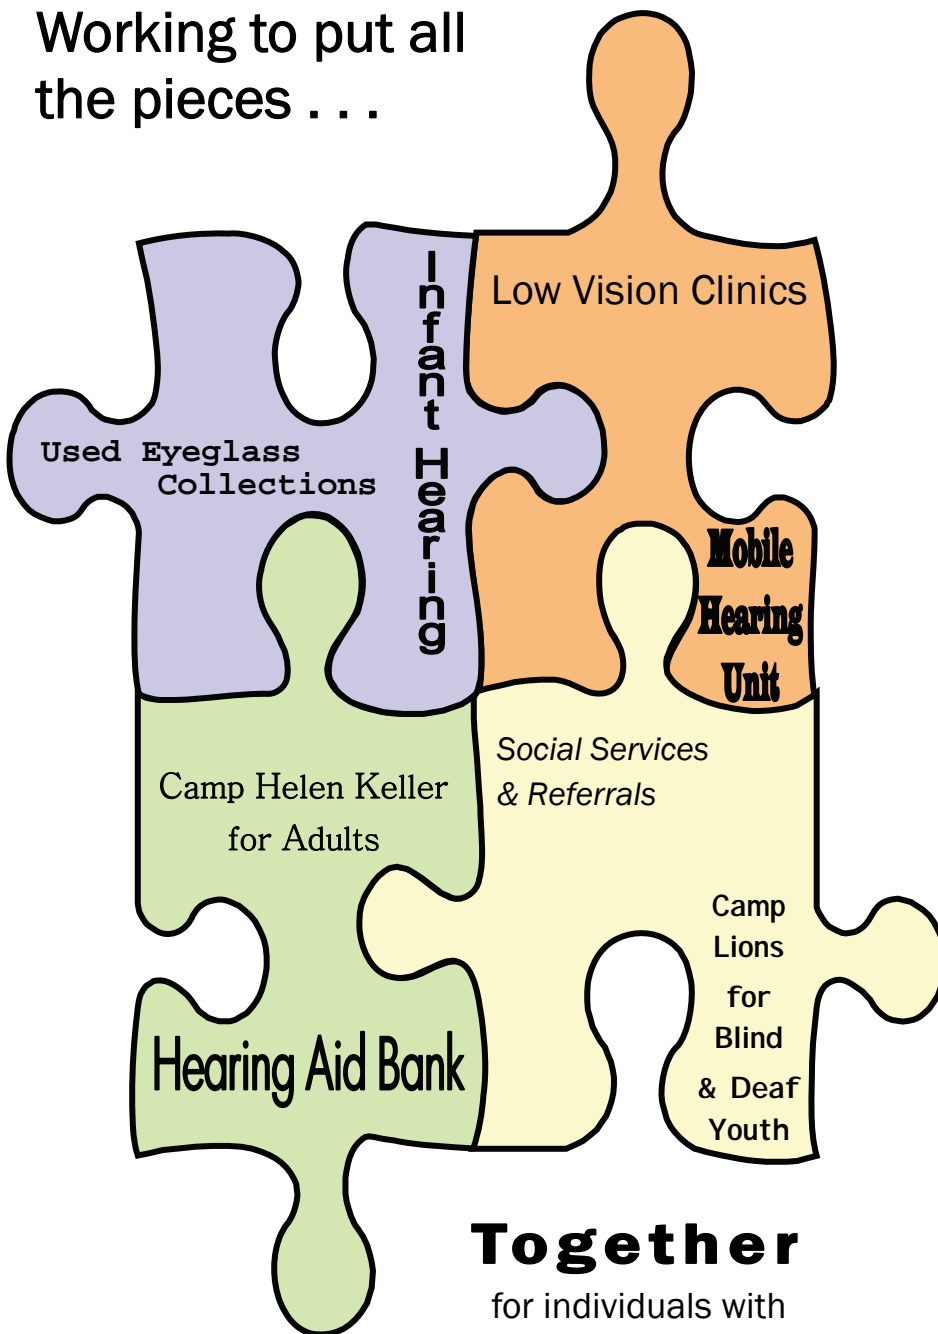 Working to put all
the pieces . . .
Low Vision Clinics
Infant Hearing
Used Eyeglass
Collections
Mobile
Hearing
Unit
Camp Helen Keller
for Adults
Social Services
& Referrals
Camp
Lions
for
Blind
& Deaf
Youth
Hearing Aid Bank
Together
for individuals with